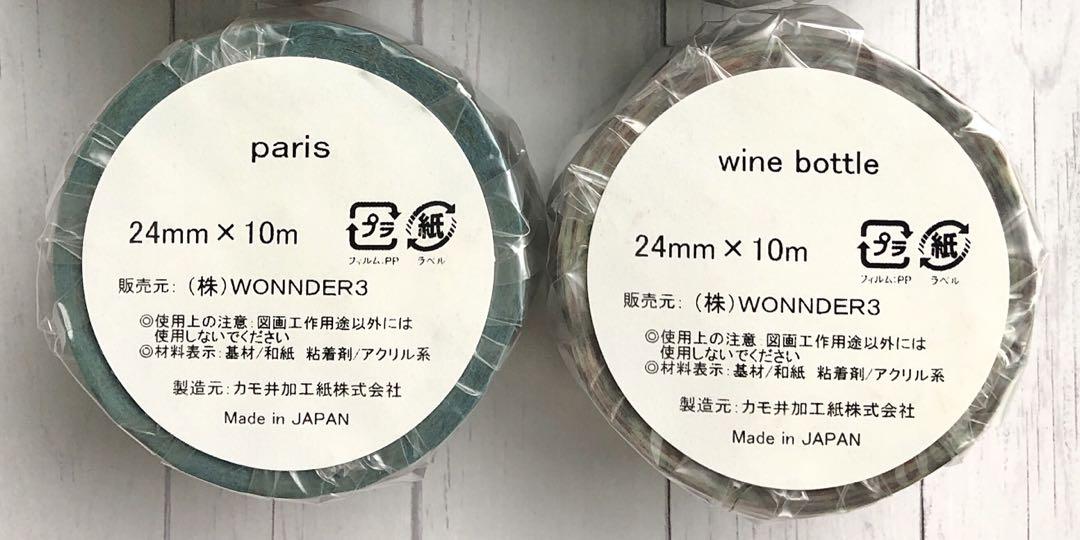 paris
24mm×10m
プラ
紙
フィルム:PP
ラベル
販売元:(株)WONNDER3
◎使用上の注意:図画工作用途以外には
使用しないでください
◎材料表示:基材/和紙 粘着剤/アクリル系
製造元:カモ井加工紙株式会社
Made in JAPAN
wine bottle
24mm×10m
プラ
紙
フィルム:PP
ラベル
販売元:(株)WONNDER3
◎使用上の注意:図画工作用途以外には
使用しないでください
◎材料表示:基材/和紙 粘着剤/アクリル系
製造元:カモ井加工紙株式会社
Made in JAPAN